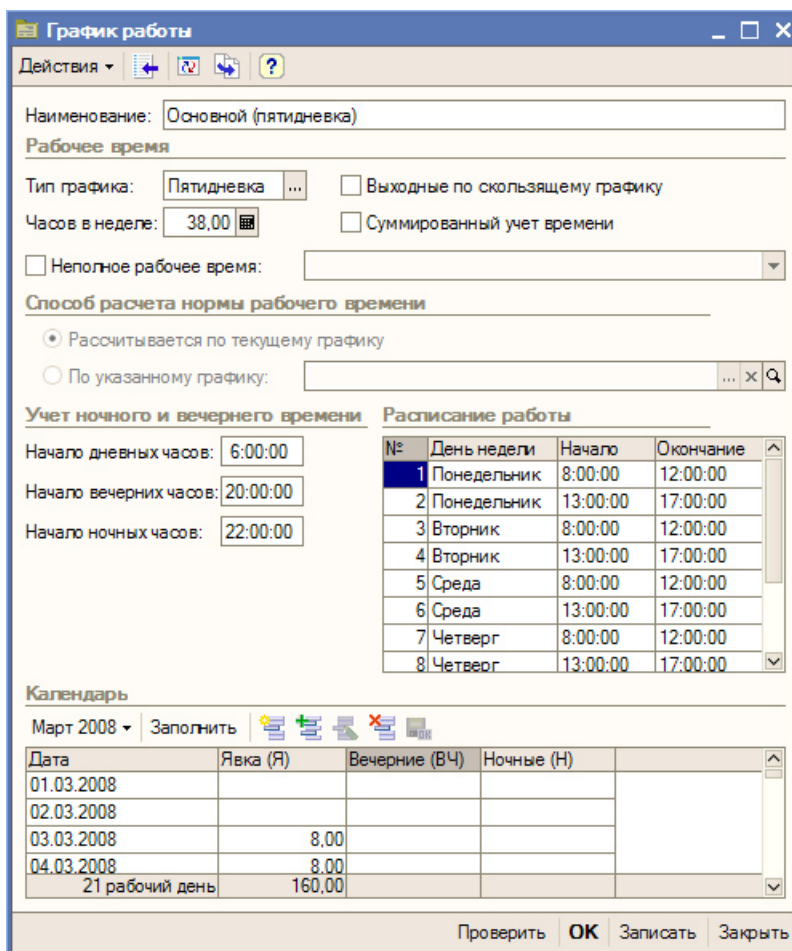 График работы
Действия
Наименование: Основной (пятидневка)
Рабочее время
Тип графика: Пятидневка ... Выходные по скользящему графику
Часов в неделе: 38,00 Суммированный учет времени
Неполное рабочее время:
Способ расчета нормы рабочего времени
Рассчитывается по текущему графику
По указанному графику: ... x
Учет ночного и вечернего времени Расписание работы
Начало дневных часов: 6:00:00
Начало вечерних часов: 20:00:00
Начало ночных часов: 22:00:00
№ День недели Начало Окончание
1 Понедельник 8:00:00 12:00:00
2 Понедельник 13:00:00 17:00:00
3 Вторник 8:00:00 12:00:00
4 Вторник 13:00:00 17:00:00
5 Среда 8:00:00 12:00:00
6 Среда 13:00:00 17:00:00
7 Четверг 8:00:00 12:00:00
8 Четверг 13:00:00 17:00:00
Календарь
Март 2008 Заполнить
Дата Явка (Я) Вечерние (ВЧ) Ночные (Н)
01.03.2008
02.03.2008
03.03.2008 8,00
04.03.2008 8,00
21 рабочий день 160,00
Проверить ОК Записать Закрыть